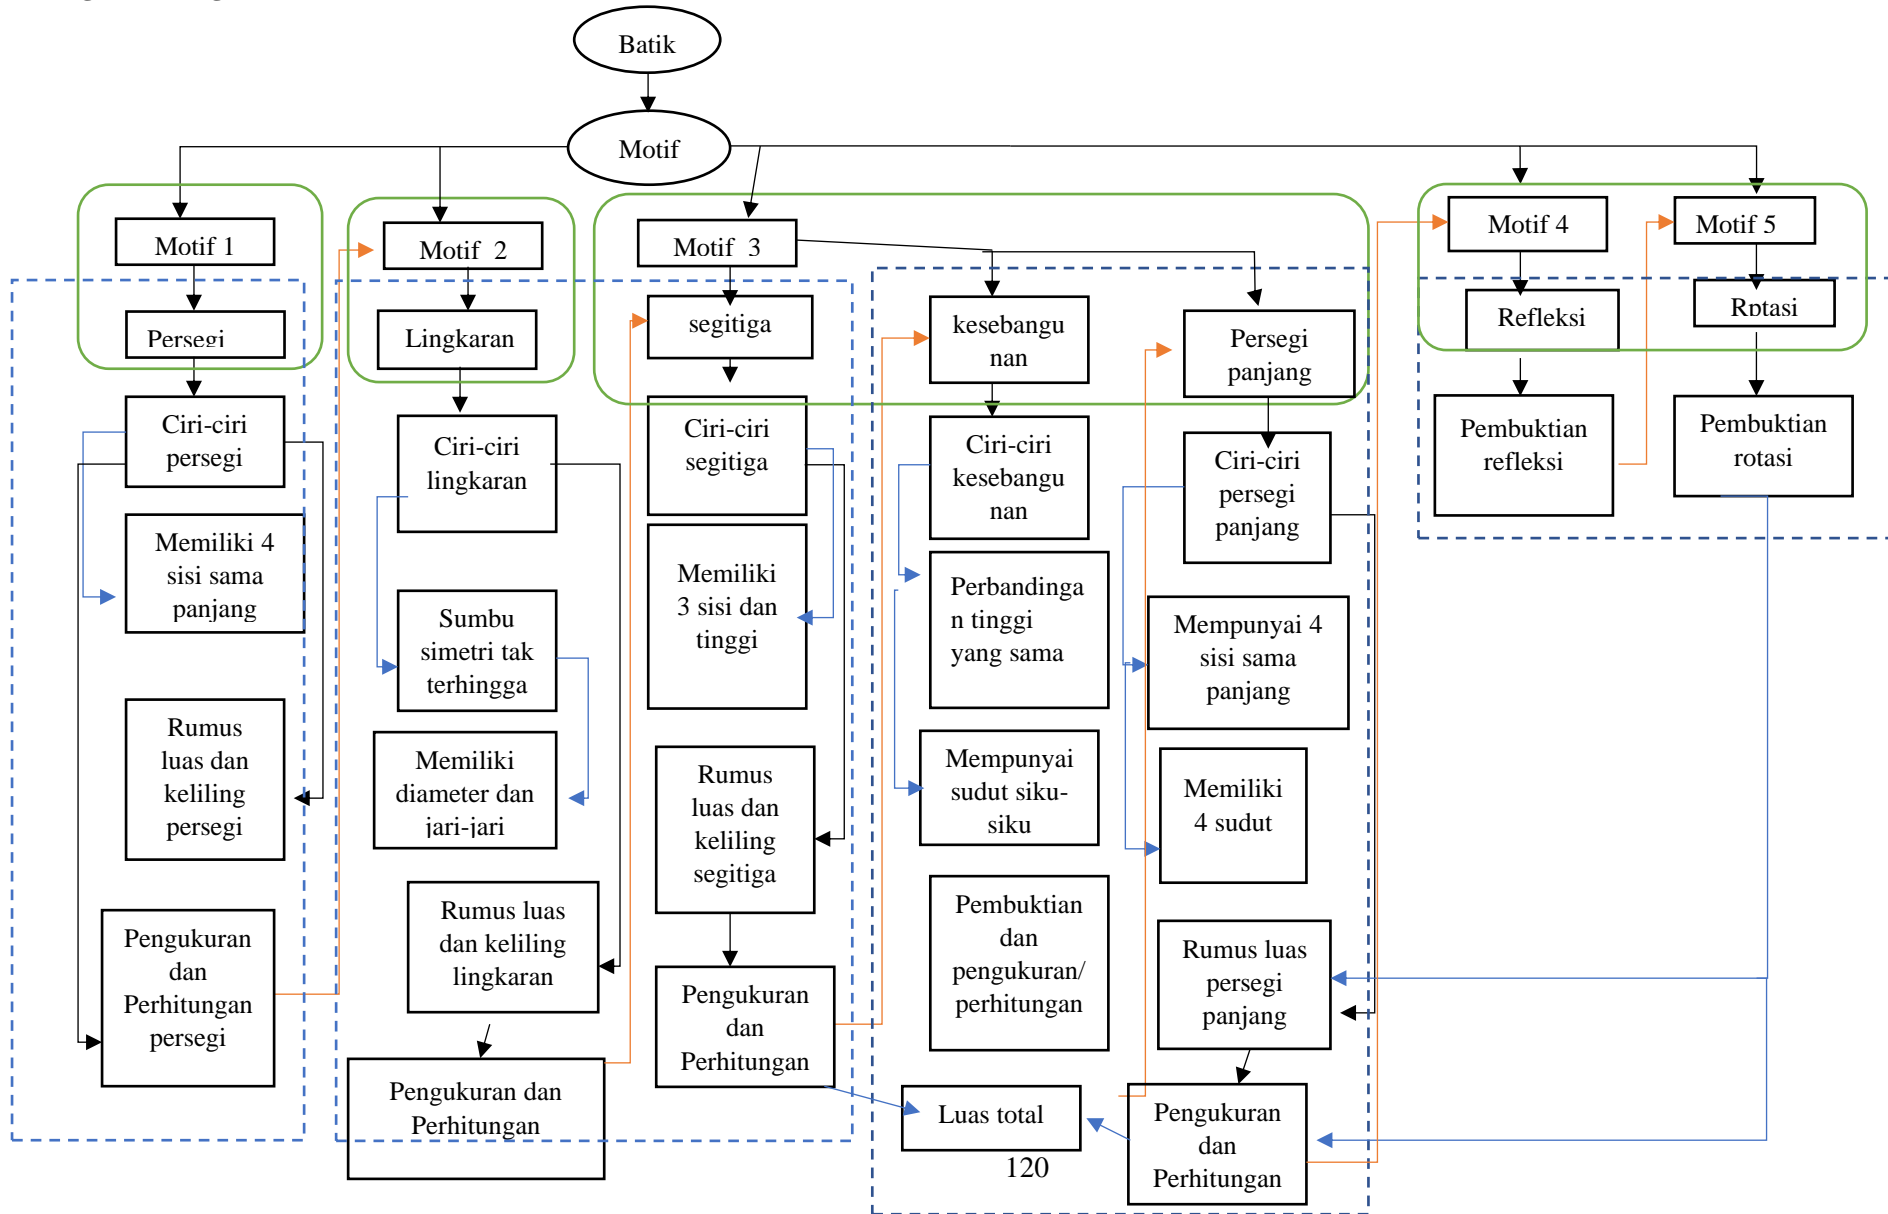 Batik
Motif
Motif 1
Motif  2
Motif  3
Motif 4
Motif 5
Persegi
Lingkaran
segitiga
kesebangu
nan
Persegi
panjang
Refleksi
Rotasi
Ciri-ciri
persegi
Ciri-ciri
lingkaran
Ciri-ciri
segitiga
Ciri-ciri
kesebangu
nan
Ciri-ciri
persegi
panjang
Pembuktian
refleksi
Pembuktian
rotasi
Memiliki 4
sisi sama
panjang
Sumbu
simetri tak
terhingga
Memiliki
3 sisi dan
tinggi
Perbandinga
n tinggi
yang sama
Mempunyai 4
sisi sama
panjang
Rumus
luas dan
keliling
persegi
Memiliki
diameter dan
jari-jari
Rumus
luas dan
keliling
segitiga
Mempunyai
sudut siku-
siku
Memiliki
4 sudut
Pengukuran
dan
Perhitungan
persegi
Rumus luas
dan keliling
lingkaran
Pengukuran
dan
Perhitungan
Pembuktian
dan
pengukuran/
perhitungan
Rumus luas
persegi
panjang
Pengukuran dan
Perhitungan
Luas total
Pengukuran
dan
Perhitungan
120